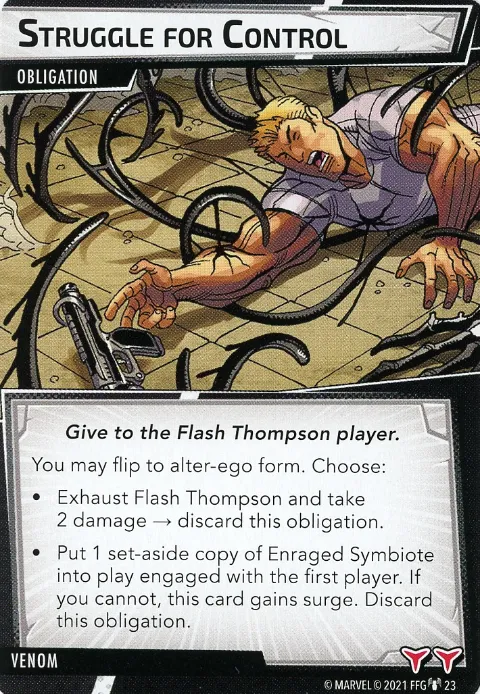 STRUGGLE FOR CONTROL
OBLIGATION
Give to the Flash Thompson player.
You may flip to alter-ego form. Choose:
• Exhaust Flash Thompson and take
2 damage → discard this obligation.
• Put 1 set-aside copy of Enraged Symbiote
into play engaged with the first player. If
you cannot, this card gains surge. Discard
this obligation.
VENOM
© MARVEL © 2021 FFG 23